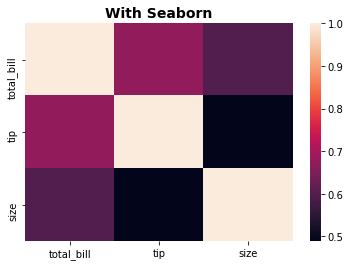 With Seaborn
total_bill
tip
size
total_bill
tip
size
1.0
0.9
0.8
0.7
0.6
0.5